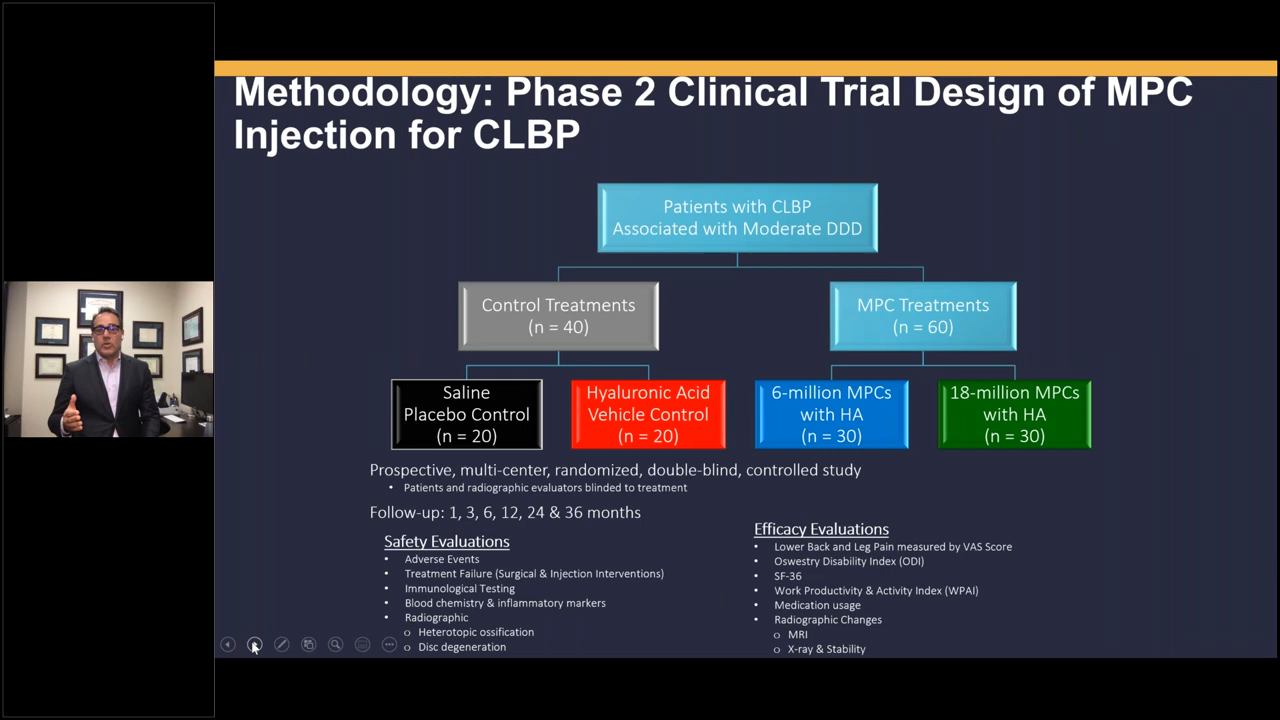 Methodology: Phase 2 Clinical Trial Design of MPC
Injection for CLBP
Patients with CLBP
Associated with Moderate DDD
Control Treatments
(n = 40)
MPC Treatments
(n = 60)
Saline
Placebo Control
(n = 20)
Hyaluronic Acid
Vehicle Control
(n = 20)
6-million MPCs
with HA
(n = 30)
18-million MPCs
with HA
(n = 30)
Prospective, multi-center, randomized, double-blind, controlled study
• Patients and radiographic evaluators blinded to treatment
Follow-up: 1, 3, 6, 12, 24 & 36 months
Safety Evaluations
• Adverse Events
• Treatment Failure (Surgical & Injection Interventions)
• Immunological Testing
• Blood chemistry & inflammatory markers
• Radiographic
o Heterotopic ossification
o Disc degeneration
Efficacy Evaluations
• Lower Back and Leg Pain measured by VAS Score
• Oswestry Disability Index (ODI)
• SF-36
• Work Productivity & Activity Index (WPAI)
• Medication usage
• Radiographic Changes
o MRI
o X-ray & Stability